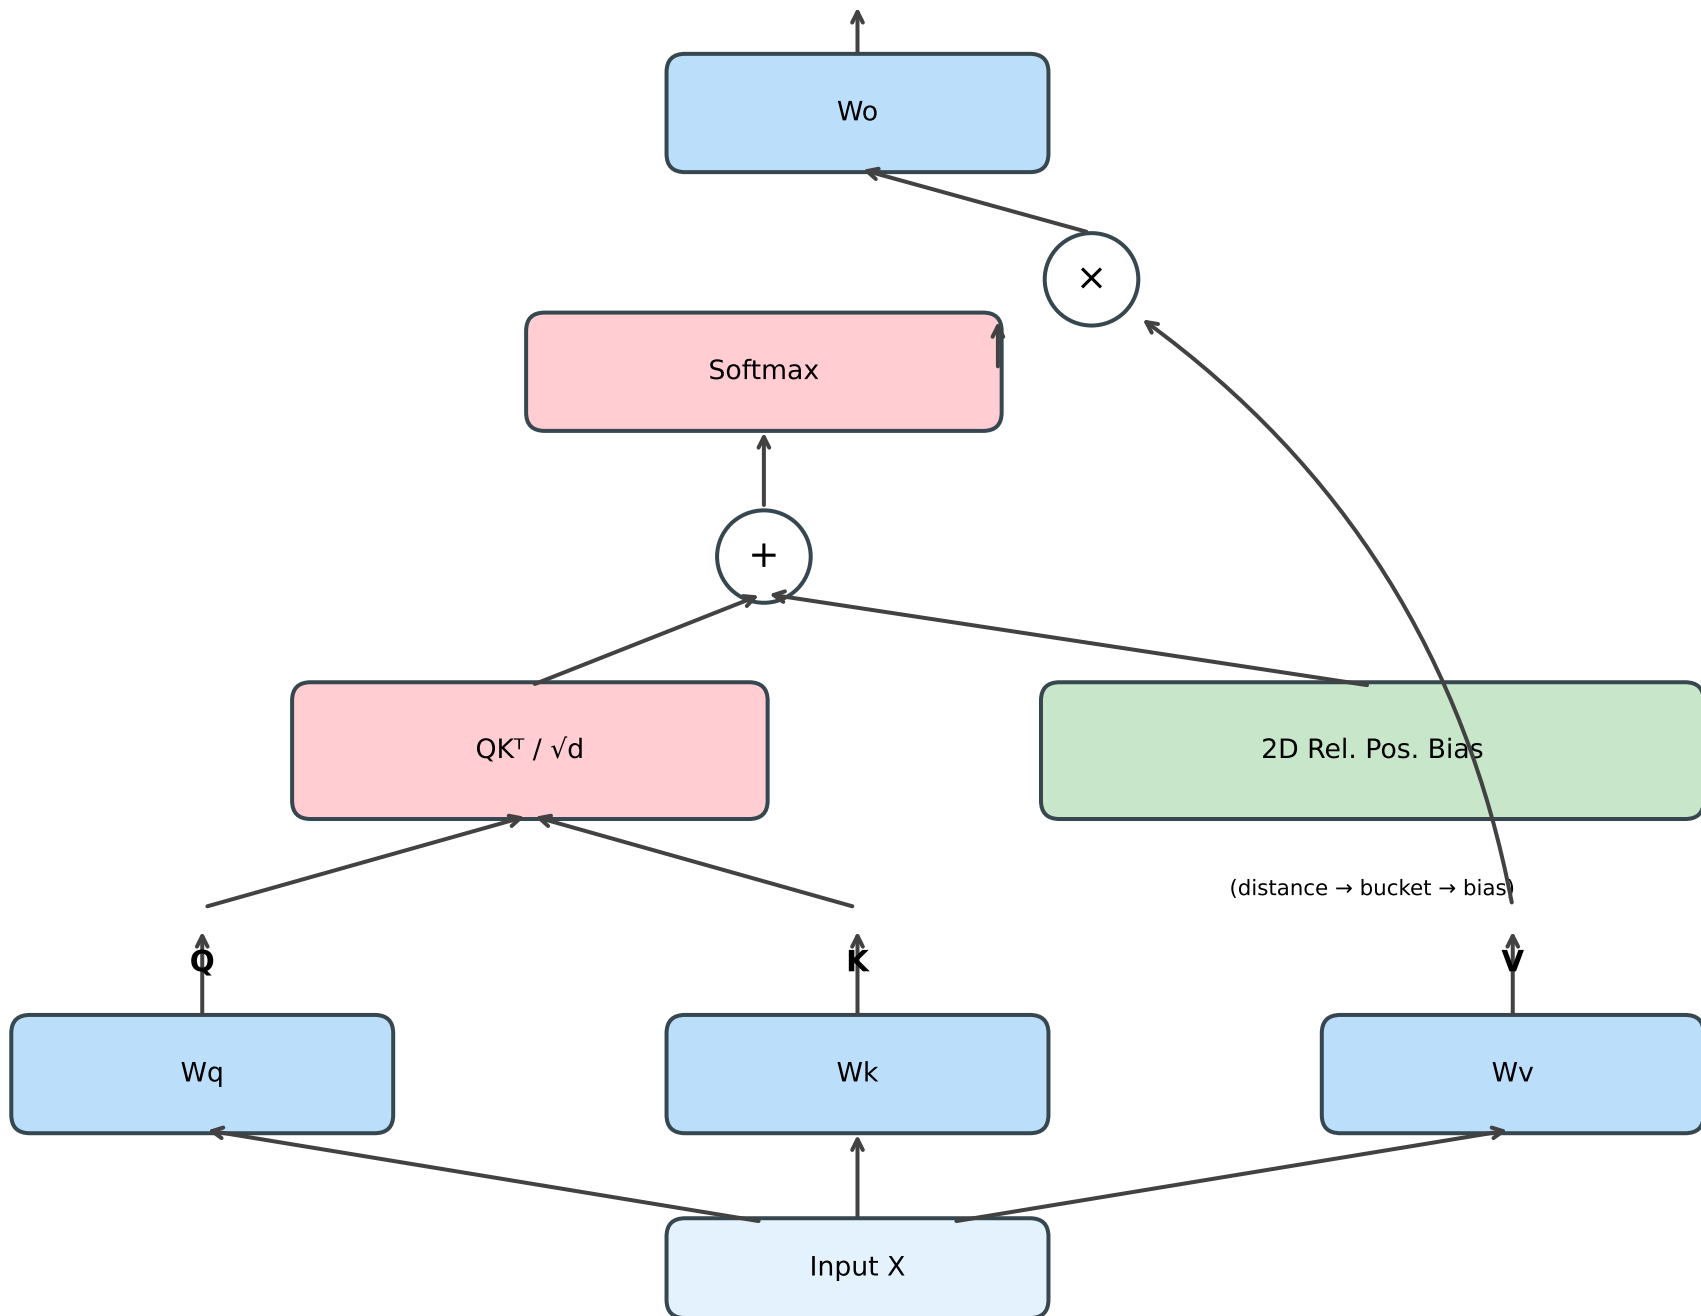 Wo
×
Softmax
+
QKᵀ / √d
2D Rel. Pos. Bias
(distance → bucket → bias)
Q
K
V
Wq
Wk
Wv
Input X